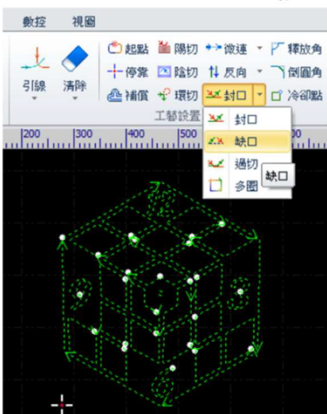 數控 視圖
起點 陽切 微連 釋放角
引線 清除 停靠 陰切 反向 倒圓角
補償 環切 封口 冷卻點
工藝設置
封口
缺口
過切 缺口
多圈
200 300 400 500